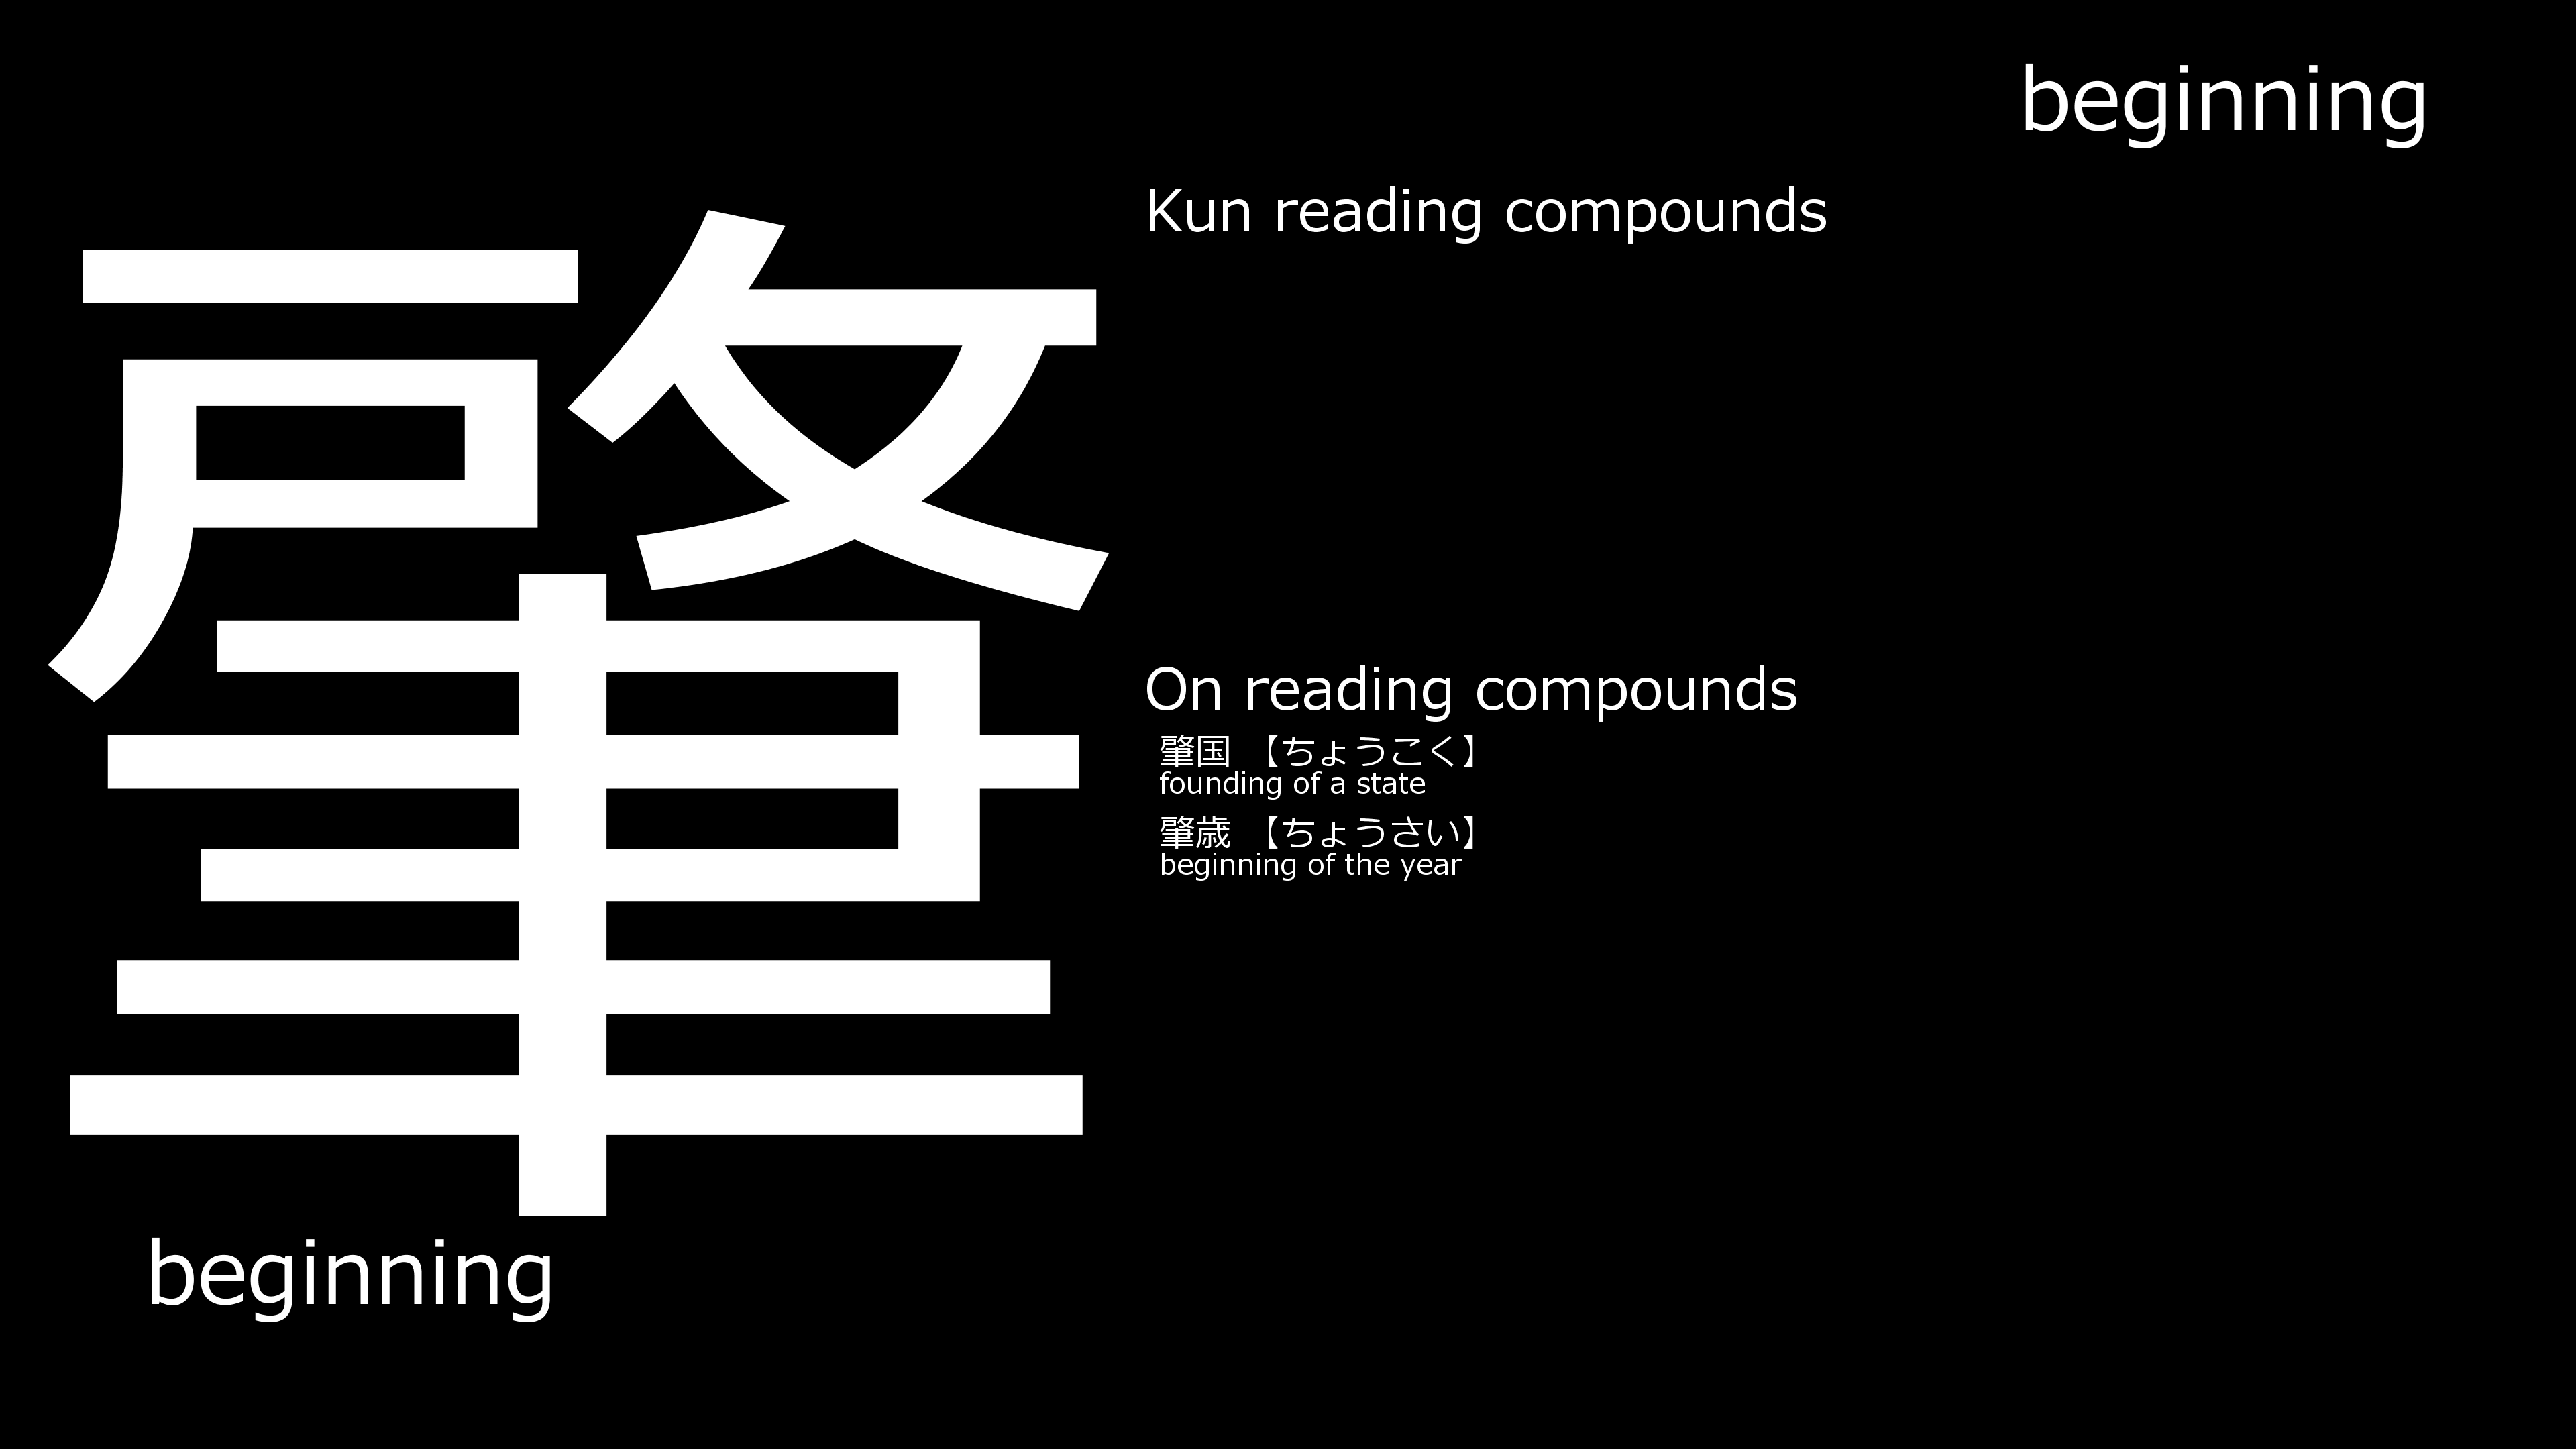 beginning
肇
beginning
Kun reading compounds
On reading compounds
肇国 【ちょうこく】
founding of a state
肇歳 【ちょうさい】
beginning of the year